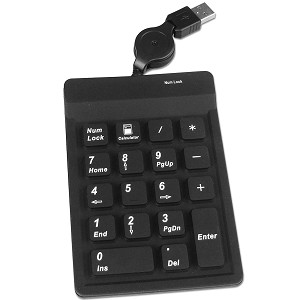 Num Lock
Num Lock
Calculator
/
*
7 Home
8
9 PgUp
−
4
5
6
+
1 End
2
3 PgDn
Enter
0 Ins
. Del